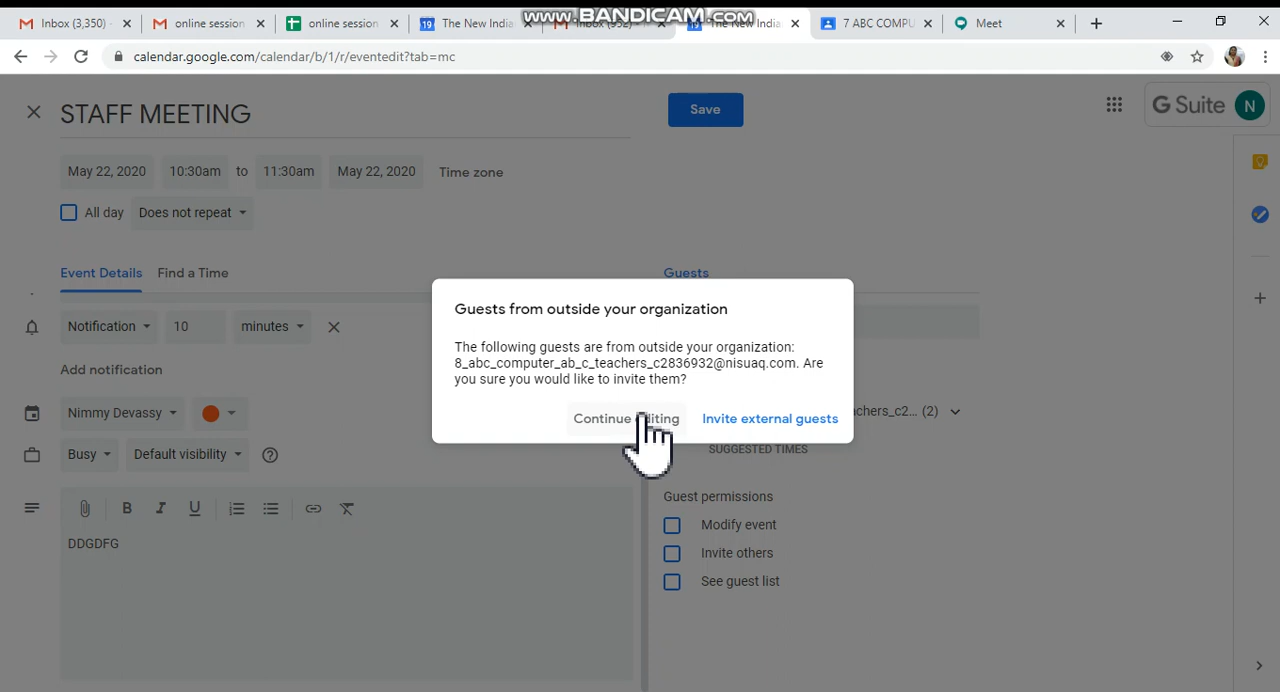 www.BANDICAM.com
Inbox (3,350)
online session
online session
The New India
Inbox (952)
The New India
7 ABC COMPU
Meet
calendar.google.com/calendar/b/1/r/eventedit?tab=mc
STAFF MEETING
Save
G Suite
N
May 22, 2020 10:30am to 11:30am May 22, 2020 Time zone
All day Does not repeat
Event Details Find a Time
Guests
Notification 10 minutes
Add notification
Nimmy Devassy
Busy Default visibility
DDGDFG
Guests from outside your organization
The following guests are from outside your organization:
8_abc_computer_ab_c_teachers_c2836932@nisuaq.com. Are
you sure you would like to invite them?
Continue editing Invite external guests
achers_c2... (2)
SUGGESTED TIMES
Guest permissions
Modify event
Invite others
See guest list